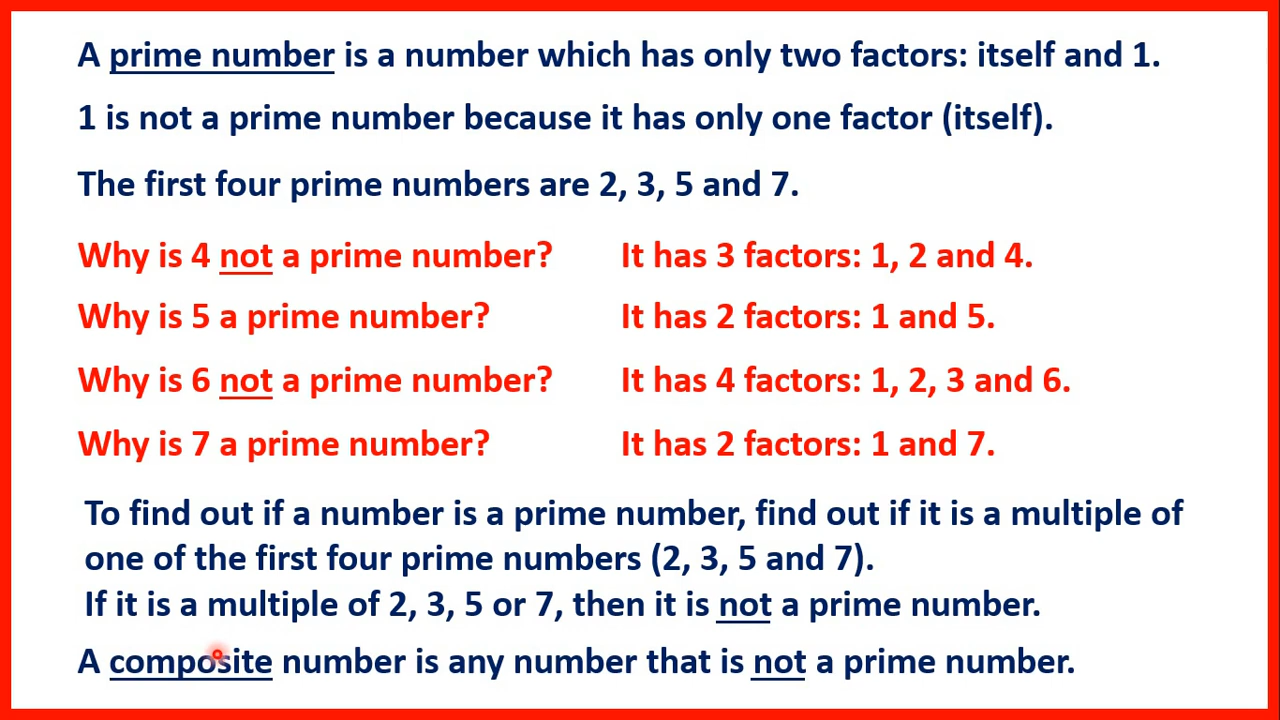 A prime number is a number which has only two factors: itself and 1.
1 is not a prime number because it has only one factor (itself).
The first four prime numbers are 2, 3, 5 and 7.
Why is 4 not a prime number? It has 3 factors: 1, 2 and 4.
Why is 5 a prime number? It has 2 factors: 1 and 5.
Why is 6 not a prime number? It has 4 factors: 1, 2, 3 and 6.
Why is 7 a prime number? It has 2 factors: 1 and 7.
To find out if a number is a prime number, find out if it is a multiple of
one of the first four prime numbers (2, 3, 5 and 7).
If it is a multiple of 2, 3, 5 or 7, then it is not a prime number.
A composite number is any number that is not a prime number.